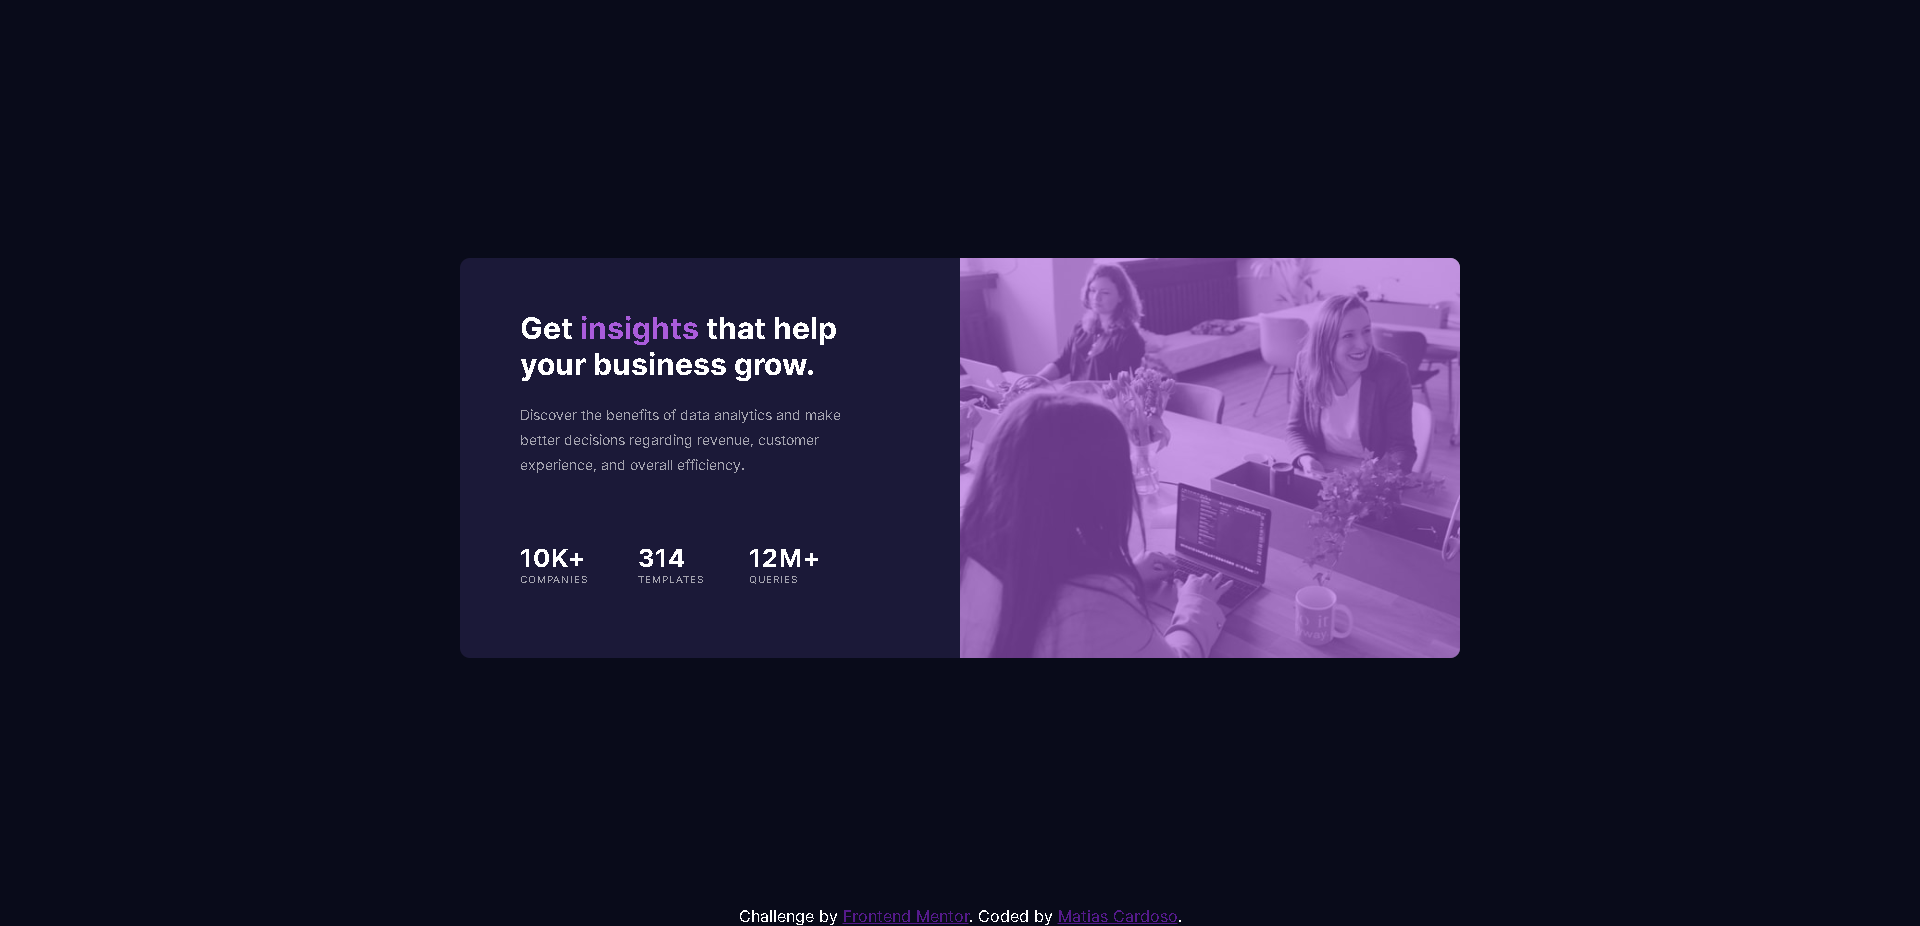 Get insights that help
your business grow.
Discover the benefits of data analytics and make
better decisions regarding revenue, customer
experience, and overall efficiency.
10K+ 314 12M+
COMPANIES TEMPLATES QUERIES
it
way
Challenge by Frontend Mentor. Coded by Matias Cardoso.